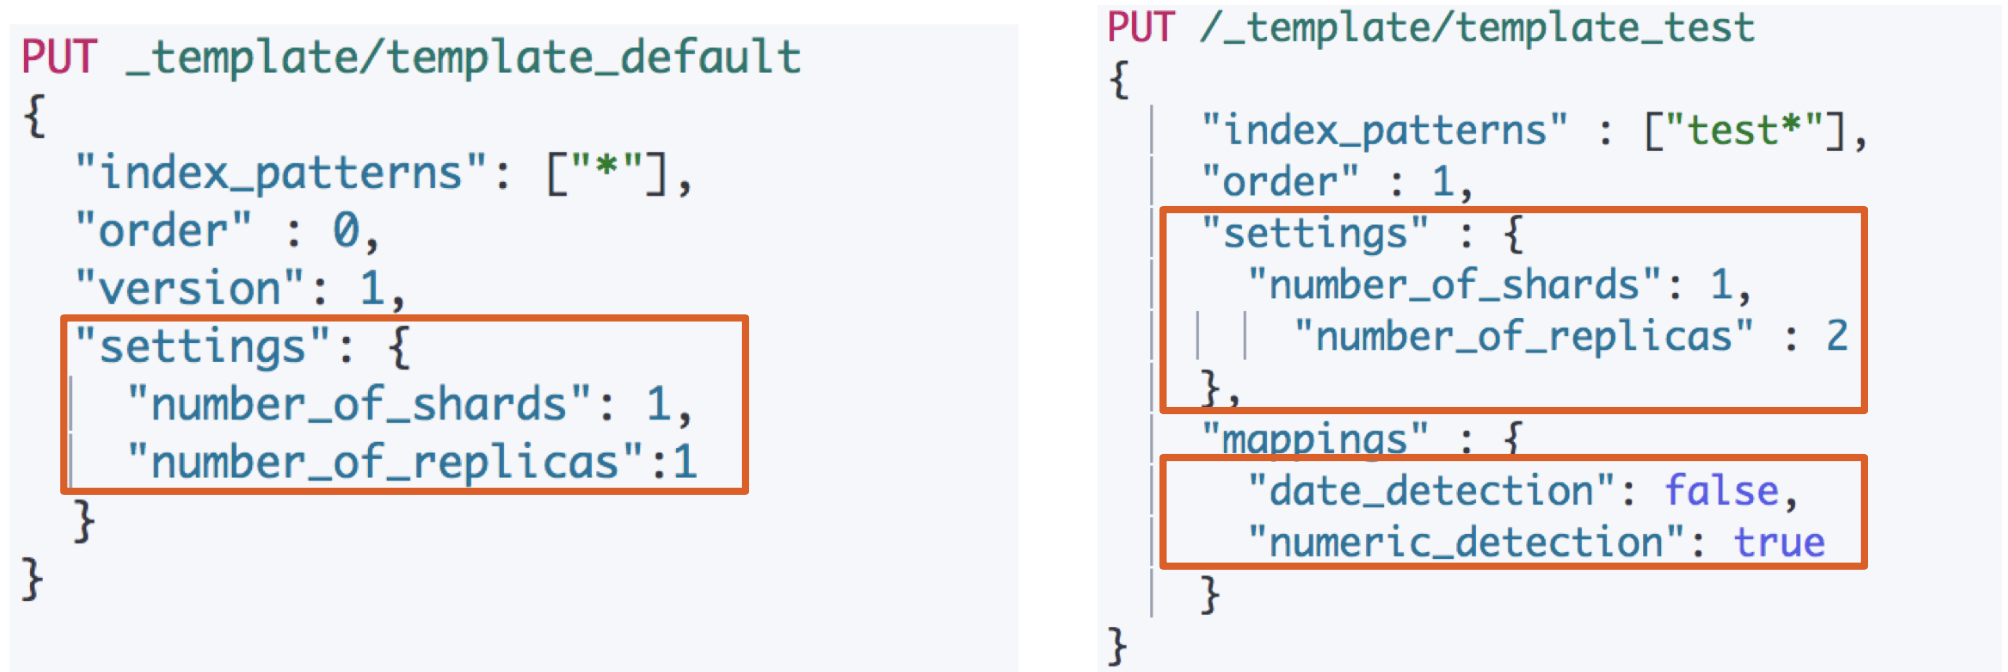 PUT _template/template_default
{
  "index_patterns": ["*"],
  "order" : 0,
  "version": 1,
  "settings": {
    "number_of_shards": 1,
    "number_of_replicas":1
  }
}
PUT /_template/template_test
{
    "index_patterns" : ["test*"],
    "order" : 1,
    "settings" : {
      "number_of_shards": 1,
        "number_of_replicas" : 2
    },
    "mappings" : {
      "date_detection": false,
      "numeric_detection": true
    }
}